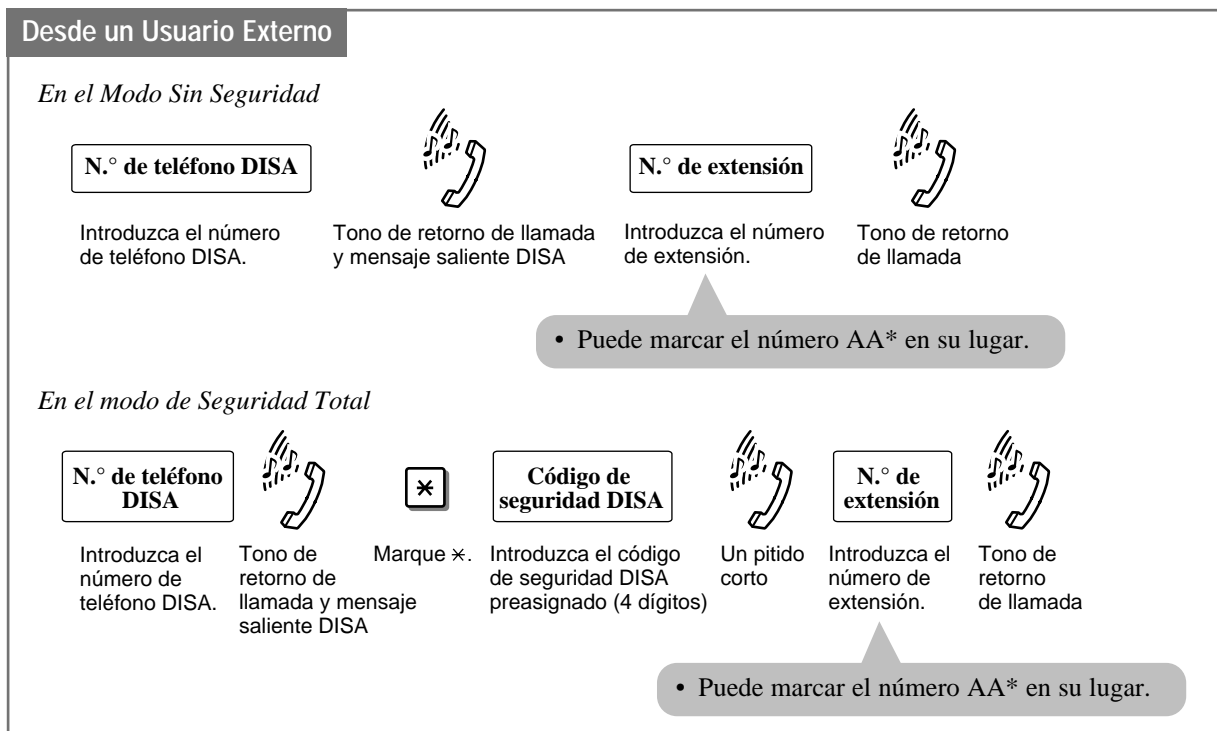 Desde un Usuario Externo
En el Modo Sin Seguridad
N.° de teléfono DISA
N.° de extensión
Introduzca el número
de teléfono DISA.
Tono de retorno de llamada
y mensaje saliente DISA
Introduzca el número
de extensión.
Tono de retorno
de llamada
• Puede marcar el número AA* en su lugar.
En el modo de Seguridad Total
N.° de teléfono
DISA
*
Código de
seguridad DISA
N.° de
extensión
Introduzca el
número de
teléfono DISA.
Tono de
retorno de
llamada y mensaje
saliente DISA
Marque *.
Introduzca el código
de seguridad DISA
preasignado (4 dígitos)
Un pitido
corto
Introduzca el
número de
extensión.
Tono de
retorno
de llamada
• Puede marcar el número AA* en su lugar.